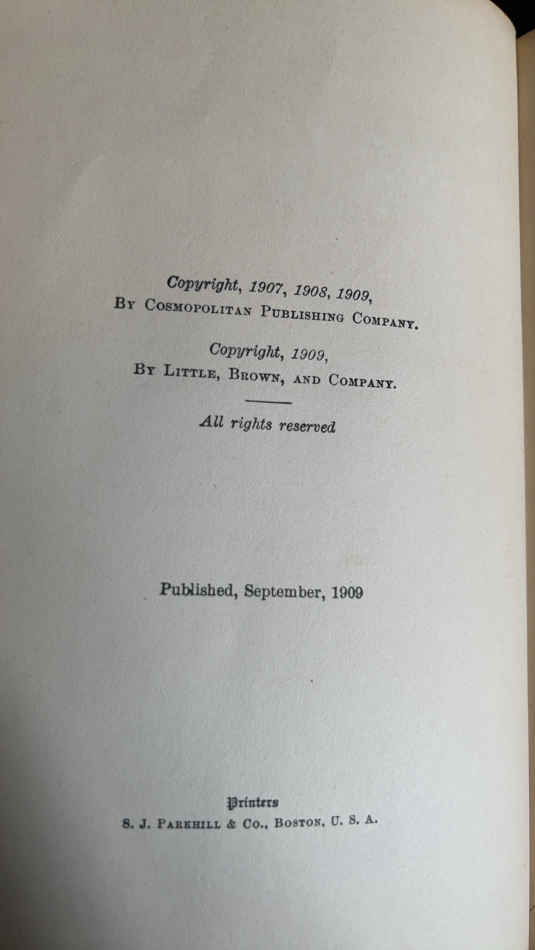 Copyright, 1907, 1908, 1909,
By Cosmopolitan Publishing Company.
Copyright, 1909,
By Little, Brown, and Company.
All rights reserved
Published, September, 1909
Printers
S. J. Parkhill & Co., Boston, U. S. A.